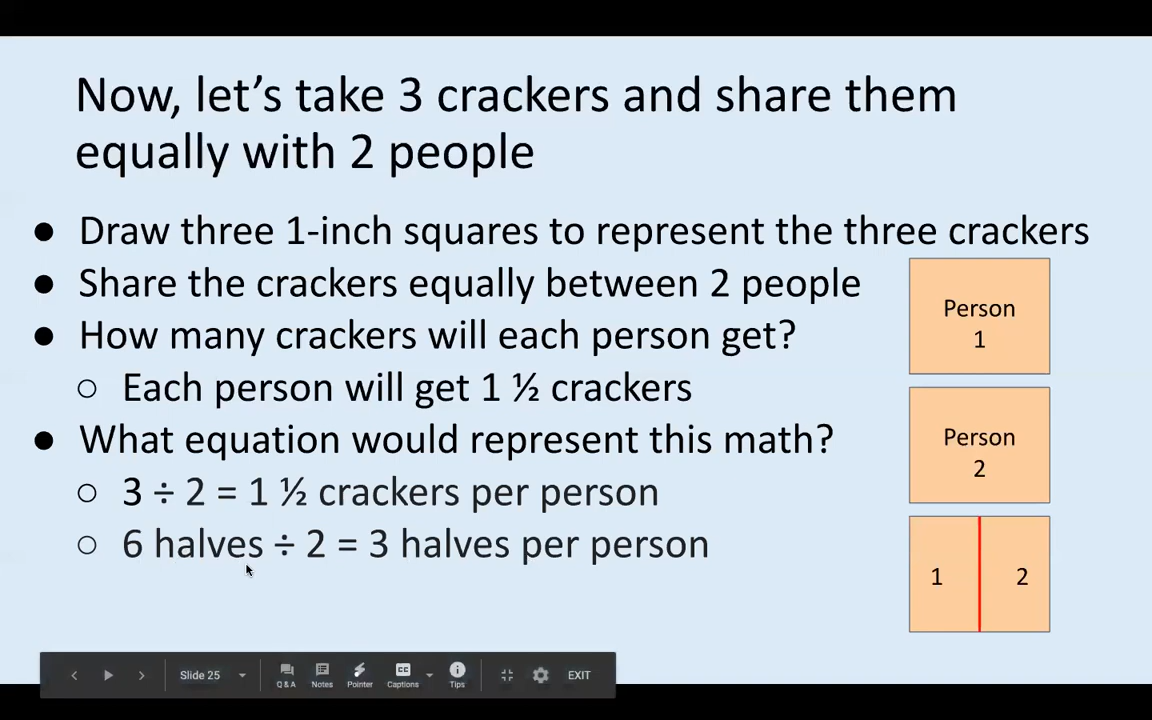 Now, let's take 3 crackers and share them
equally with 2 people
● Draw three 1-inch squares to represent the three crackers
● Share the crackers equally between 2 people
● How many crackers will each person get?
○ Each person will get 1 ½ crackers
● What equation would represent this math?
○ 3 ÷ 2 = 1 ½ crackers per person
○ 6 halves ÷ 2 = 3 halves per person
Person
1
Person
2
1 2
Slide 25
Q & A Notes Pointer Captions Tips
CC
EXIT